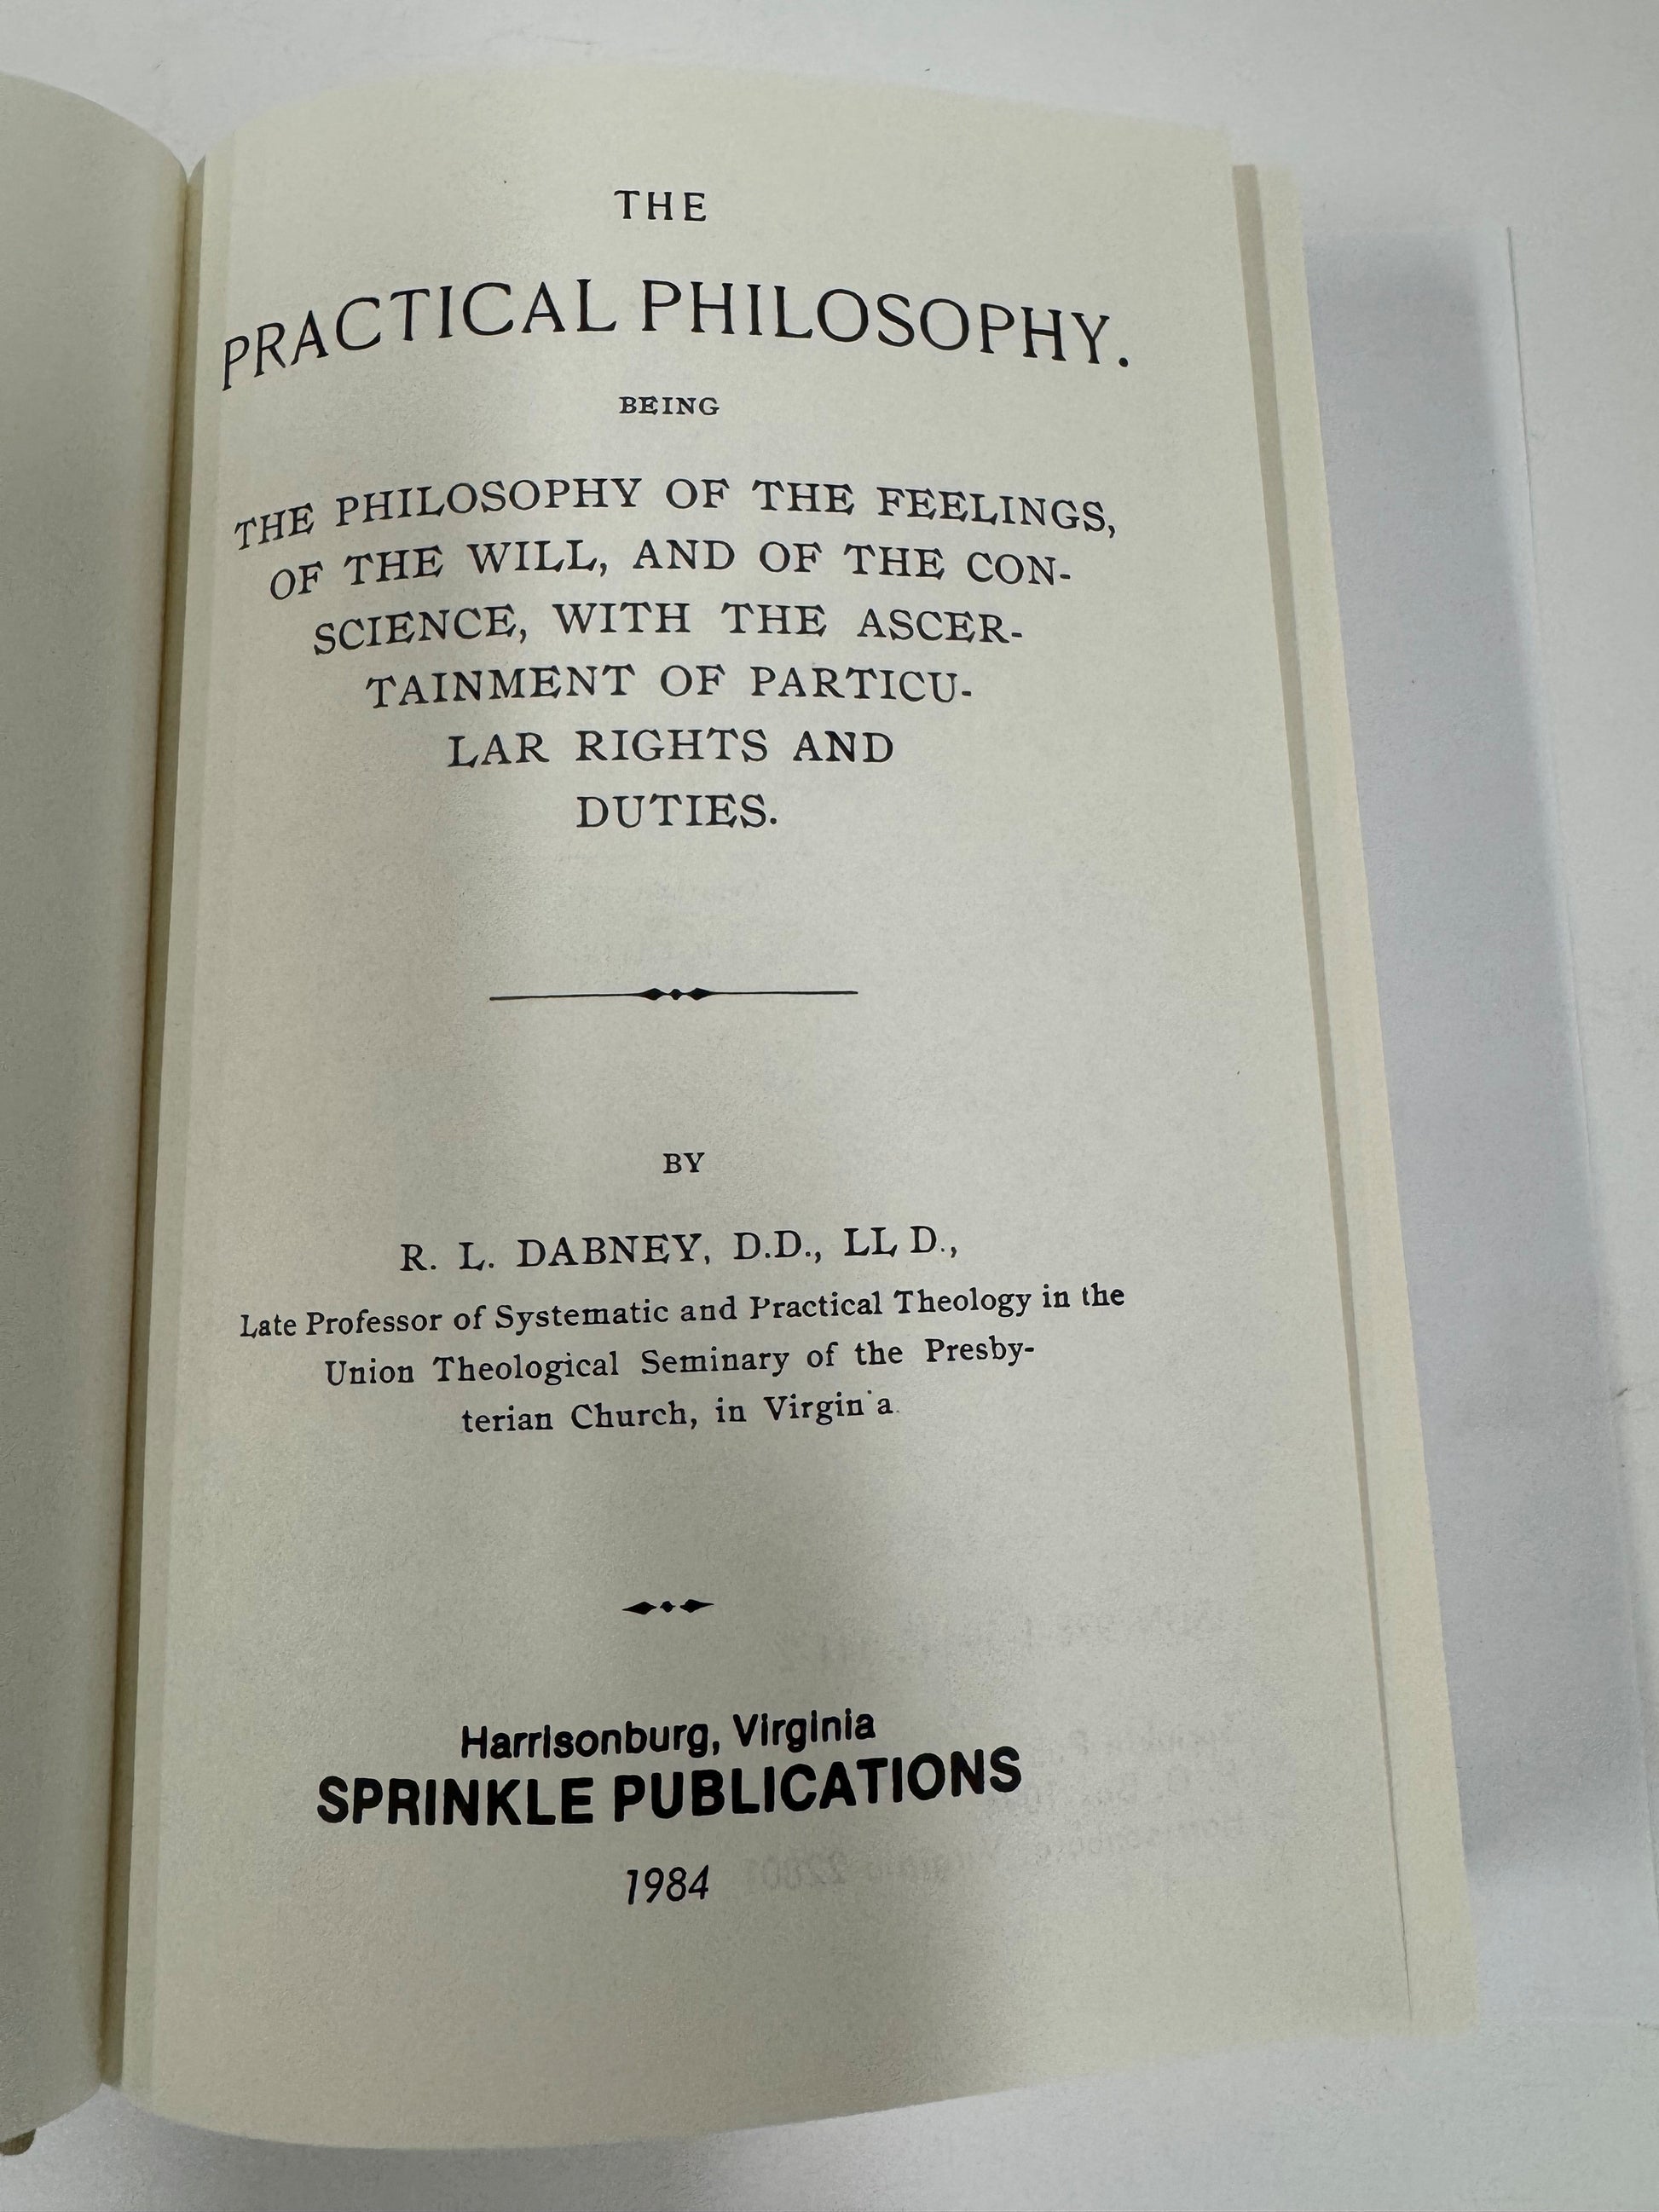 THE
PRACTICAL PHILOSOPHY.
BEING
THE PHILOSOPHY OF THE FEELINGS,
OF THE WILL, AND OF THE CON-
SCIENCE, WITH THE ASCER-
TAINMENT OF PARTICU-
LAR RIGHTS AND
DUTIES.
BY
R. L. DABNEY, D.D., LL D.,
Late Professor of Systematic and Practical Theology in the
Union Theological Seminary of the Presby-
terian Church, in Virginia.
Harrisonburg, Virginia
SPRINKLE PUBLICATIONS
1984